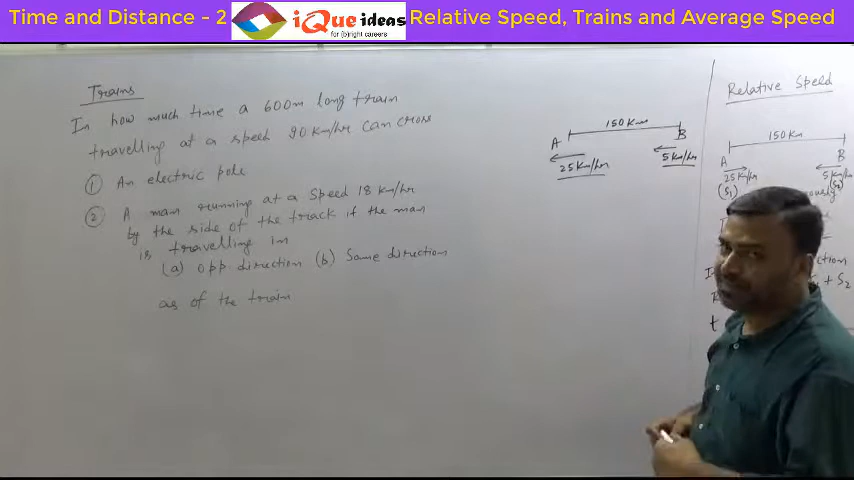 Time and Distance - 2
iQue ideas
for (b)right careers
Relative Speed, Trains and Average Speed
Trains
In how much time a 600m long train
travelling at a speed 90 Km/hr can cross
① An electric pole
② A man running at a speed 18 km/hr
by the side of the track if the man
is travelling in
(a) opp. direction (b) Same direction
as of the train
150 Km
A B
25 Km/hr 5 Km/hr
Relative Speed
150 Km
A B
25 Km/hr 5 Km/hr
(S1) (S2)
+ S2
t